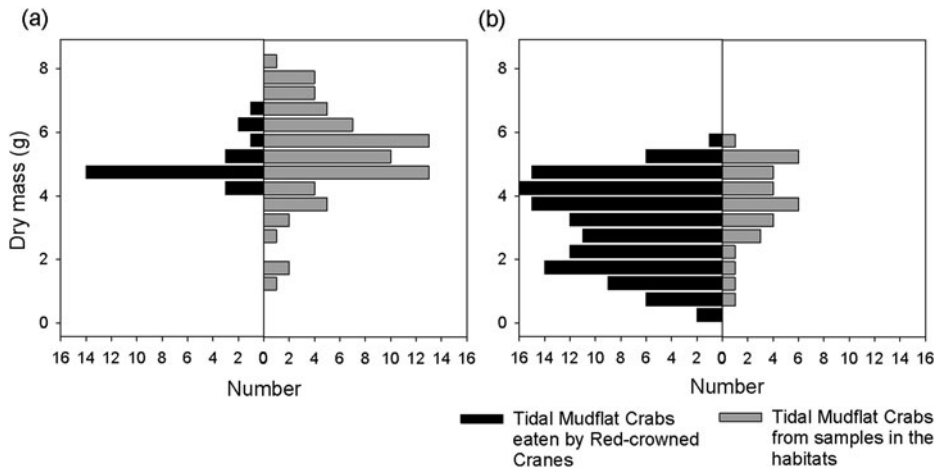 (a)
(b)
8
6
4
2
0
8
6
4
2
0
Dry mass (g)
16 14 12 10 8 6 4 2 0 2 4 6 8 10 12 14 16
16 14 12 10 8 6 4 2 0 2 4 6 8 10 12 14 16
Number
Number
Tidal Mudflat Crabs
eaten by Red-crowned
Cranes
Tidal Mudflat Crabs
from samples in the
habitats